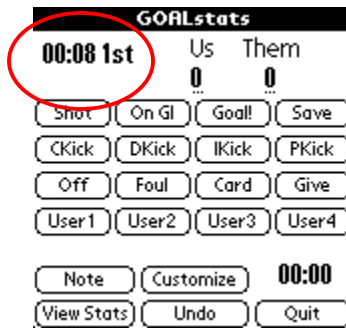 GOALstats
00:08 1st Us Them
0 0
Shot On Gl Goal! Save
CKick DKick IKick PKick
Off Foul Card Give
User1 User2 User3 User4
Note Customize 00:00
View Stats Undo Quit